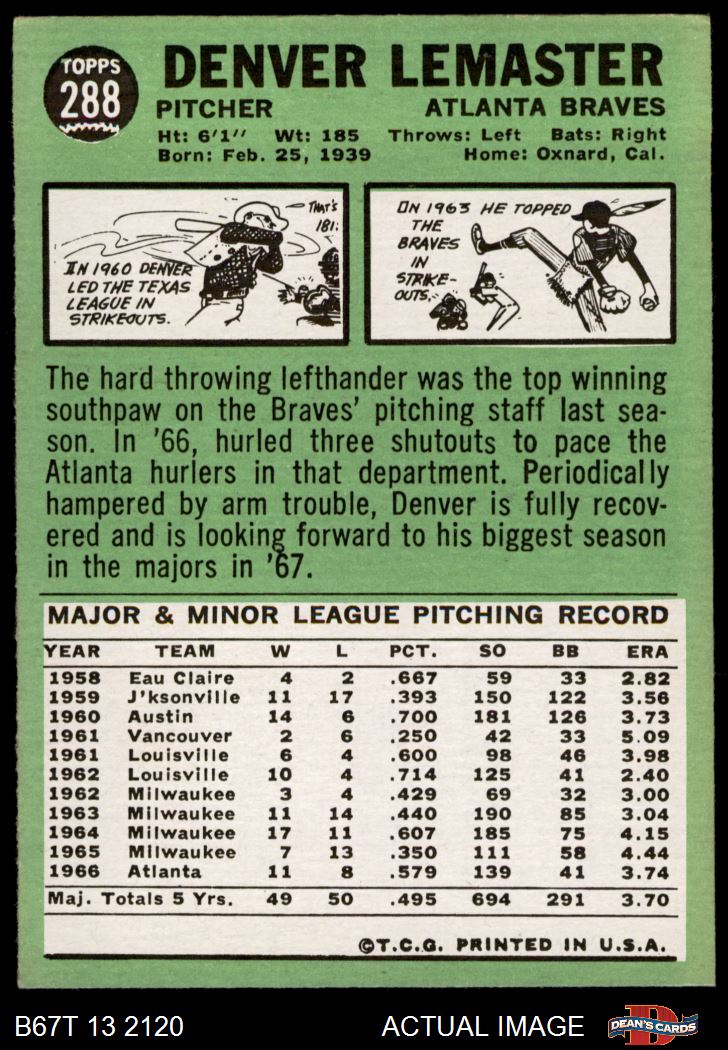 TOPPS
288
DENVER LEMASTER
PITCHER ATLANTA BRAVES
Ht: 6'1" Wt: 185 Throws: Left Bats: Right
Born: Feb. 25, 1939 Home: Oxnard, Cal.
THAT'S
181.
IN 1960 DENVER
LED THE TEXAS
LEAGUE IN
STRIKEOUTS.
ON 1963 HE TOPPED
THE
BRAVES
IN
STRIKE-
OUTS.
The hard throwing lefthander was the top winning
southpaw on the Braves' pitching staff last sea-
son. In '66, hurled three shutouts to pace the
Atlanta hurlers in that department. Periodically
hampered by arm trouble, Denver is fully recov-
ered and is looking forward to his biggest season
in the majors in '67.
MAJOR & MINOR LEAGUE PITCHING RECORD
YEAR TEAM W L PCT. SO BB ERA
1958 Eau Claire 4 2 .667 59 33 2.82
1959 J'ksonville 11 17 .393 150 122 3.56
1960 Austin 14 6 .700 181 126 3.73
1961 Vancouver 2 6 .250 42 33 5.09
1961 Louisville 6 4 .600 98 46 3.98
1962 Louisville 10 4 .714 125 41 2.40
1962 Milwaukee 3 4 .429 69 32 3.00
1963 Milwaukee 11 14 .440 190 85 3.04
1964 Milwaukee 17 11 .607 185 75 4.15
1965 Milwaukee 7 13 .350 111 58 4.44
1966 Atlanta 11 8 .579 139 41 3.74
Maj. Totals 5 Yrs. 49 50 .495 694 291 3.70
©T.C.G. PRINTED IN U.S.A.
B67T 13 2120 ACTUAL IMAGE DEAN'S CARDS